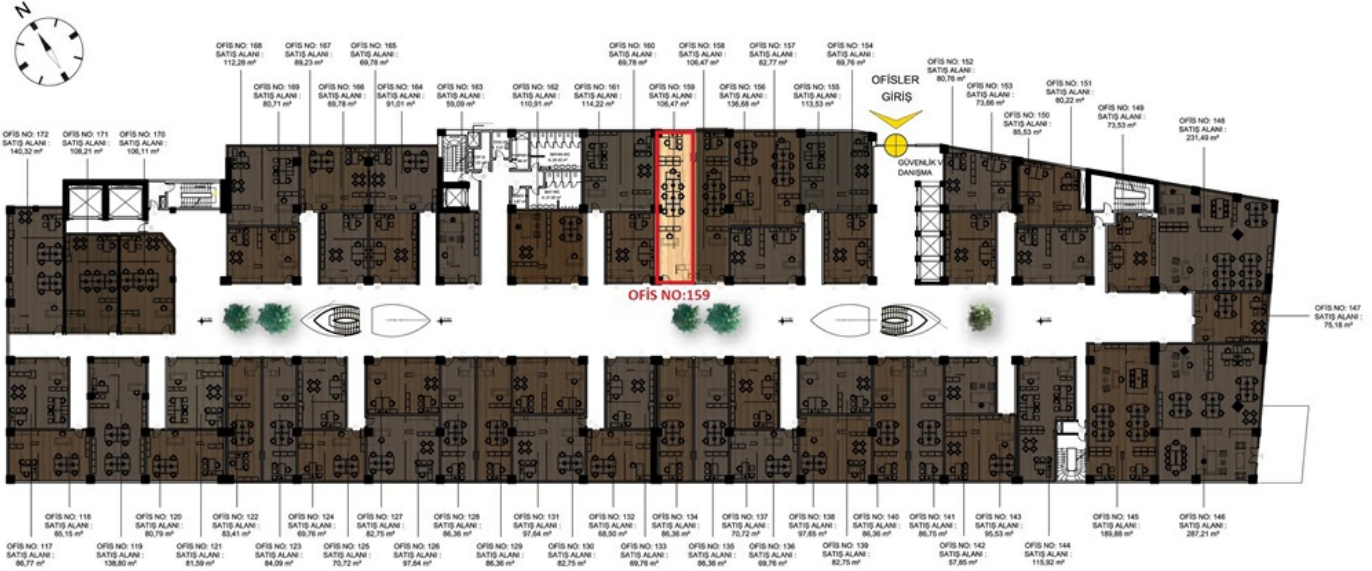 N
OFİS NO: 168
SATIŞ ALANI :
112,28 m²
OFİS NO: 167
SATIŞ ALANI :
89,23 m²
OFİS NO: 165
SATIŞ ALANI :
69,78 m²
OFİS NO: 160
SATIŞ ALANI :
69,78 m²
OFİS NO: 158
SATIŞ ALANI :
106,47 m²
OFİS NO: 157
SATIŞ ALANI :
82,77 m²
OFİS NO: 154
SATIŞ ALANI :
69,76 m²
OFİS NO: 152
SATIŞ ALANI :
80,76 m²
OFİSLER
GİRİŞ
OFİS NO: 169
SATIŞ ALANI :
80,71 m²
OFİS NO: 166
SATIŞ ALANI :
69,78 m²
OFİS NO: 164
SATIŞ ALANI :
91,01 m²
OFİS NO: 163
SATIŞ ALANI :
59,09 m²
OFİS NO: 162
SATIŞ ALANI :
110,91 m²
OFİS NO: 161
SATIŞ ALANI :
114,22 m²
OFİS NO: 159
SATIŞ ALANI :
106,47 m²
OFİS NO: 156
SATIŞ ALANI :
136,68 m²
OFİS NO: 155
SATIŞ ALANI :
113,53 m²
OFİS NO: 153
SATIŞ ALANI :
73,66 m²
OFİS NO: 151
SATIŞ ALANI :
80,22 m²
OFİS NO: 150
SATIŞ ALANI :
85,53 m²
OFİS NO: 149
SATIŞ ALANI :
73,53 m²
OFİS NO: 148
SATIŞ ALANI :
231,49 m²
OFİS NO: 172
SATIŞ ALANI :
140,32 m²
OFİS NO: 171
SATIŞ ALANI :
108,21 m²
OFİS NO: 170
SATIŞ ALANI :
106,11 m²
GÜVENLİK V
DANIŞMA
OFİS NO:159
OFİS NO: 147
SATIŞ ALANI :
75,18 m²
OFİS NO: 118
SATIŞ ALANI :
85,15 m²
OFİS NO: 120
SATIŞ ALANI :
80,79 m²
OFİS NO: 122
SATIŞ ALANI :
83,41 m²
OFİS NO: 124
SATIŞ ALANI :
69,76 m²
OFİS NO: 127
SATIŞ ALANI :
82,75 m²
OFİS NO: 128
SATIŞ ALANI :
86,36 m²
OFİS NO: 131
SATIŞ ALANI :
97,64 m²
OFİS NO: 132
SATIŞ ALANI :
68,50 m²
OFİS NO: 134
SATIŞ ALANI :
86,36 m²
OFİS NO: 137
SATIŞ ALANI :
70,72 m²
OFİS NO: 138
SATIŞ ALANI :
97,65 m²
OFİS NO: 140
SATIŞ ALANI :
86,36 m²
OFİS NO: 141
SATIŞ ALANI :
86,75 m²
OFİS NO: 143
SATIŞ ALANI :
95,53 m²
OFİS NO: 145
SATIŞ ALANI :
189,88 m²
OFİS NO: 146
SATIŞ ALANI :
287,21 m²
OFİS NO: 117
SATIŞ ALANI :
86,77 m²
OFİS NO: 119
SATIŞ ALANI :
138,80 m²
OFİS NO: 121
SATIŞ ALANI :
81,59 m²
OFİS NO: 123
SATIŞ ALANI :
84,09 m²
OFİS NO: 125
SATIŞ ALANI :
70,72 m²
OFİS NO: 126
SATIŞ ALANI :
97,64 m²
OFİS NO: 129
SATIŞ ALANI :
86,36 m²
OFİS NO: 130
SATIŞ ALANI :
82,75 m²
OFİS NO: 133
SATIŞ ALANI :
69,76 m²
OFİS NO: 135
SATIŞ ALANI :
86,36 m²
OFİS NO: 136
SATIŞ ALANI :
69,76 m²
OFİS NO: 139
SATIŞ ALANI :
82,75 m²
OFİS NO: 142
SATIŞ ALANI :
57,85 m²
OFİS NO: 144
SATIŞ ALANI :
115,92 m²